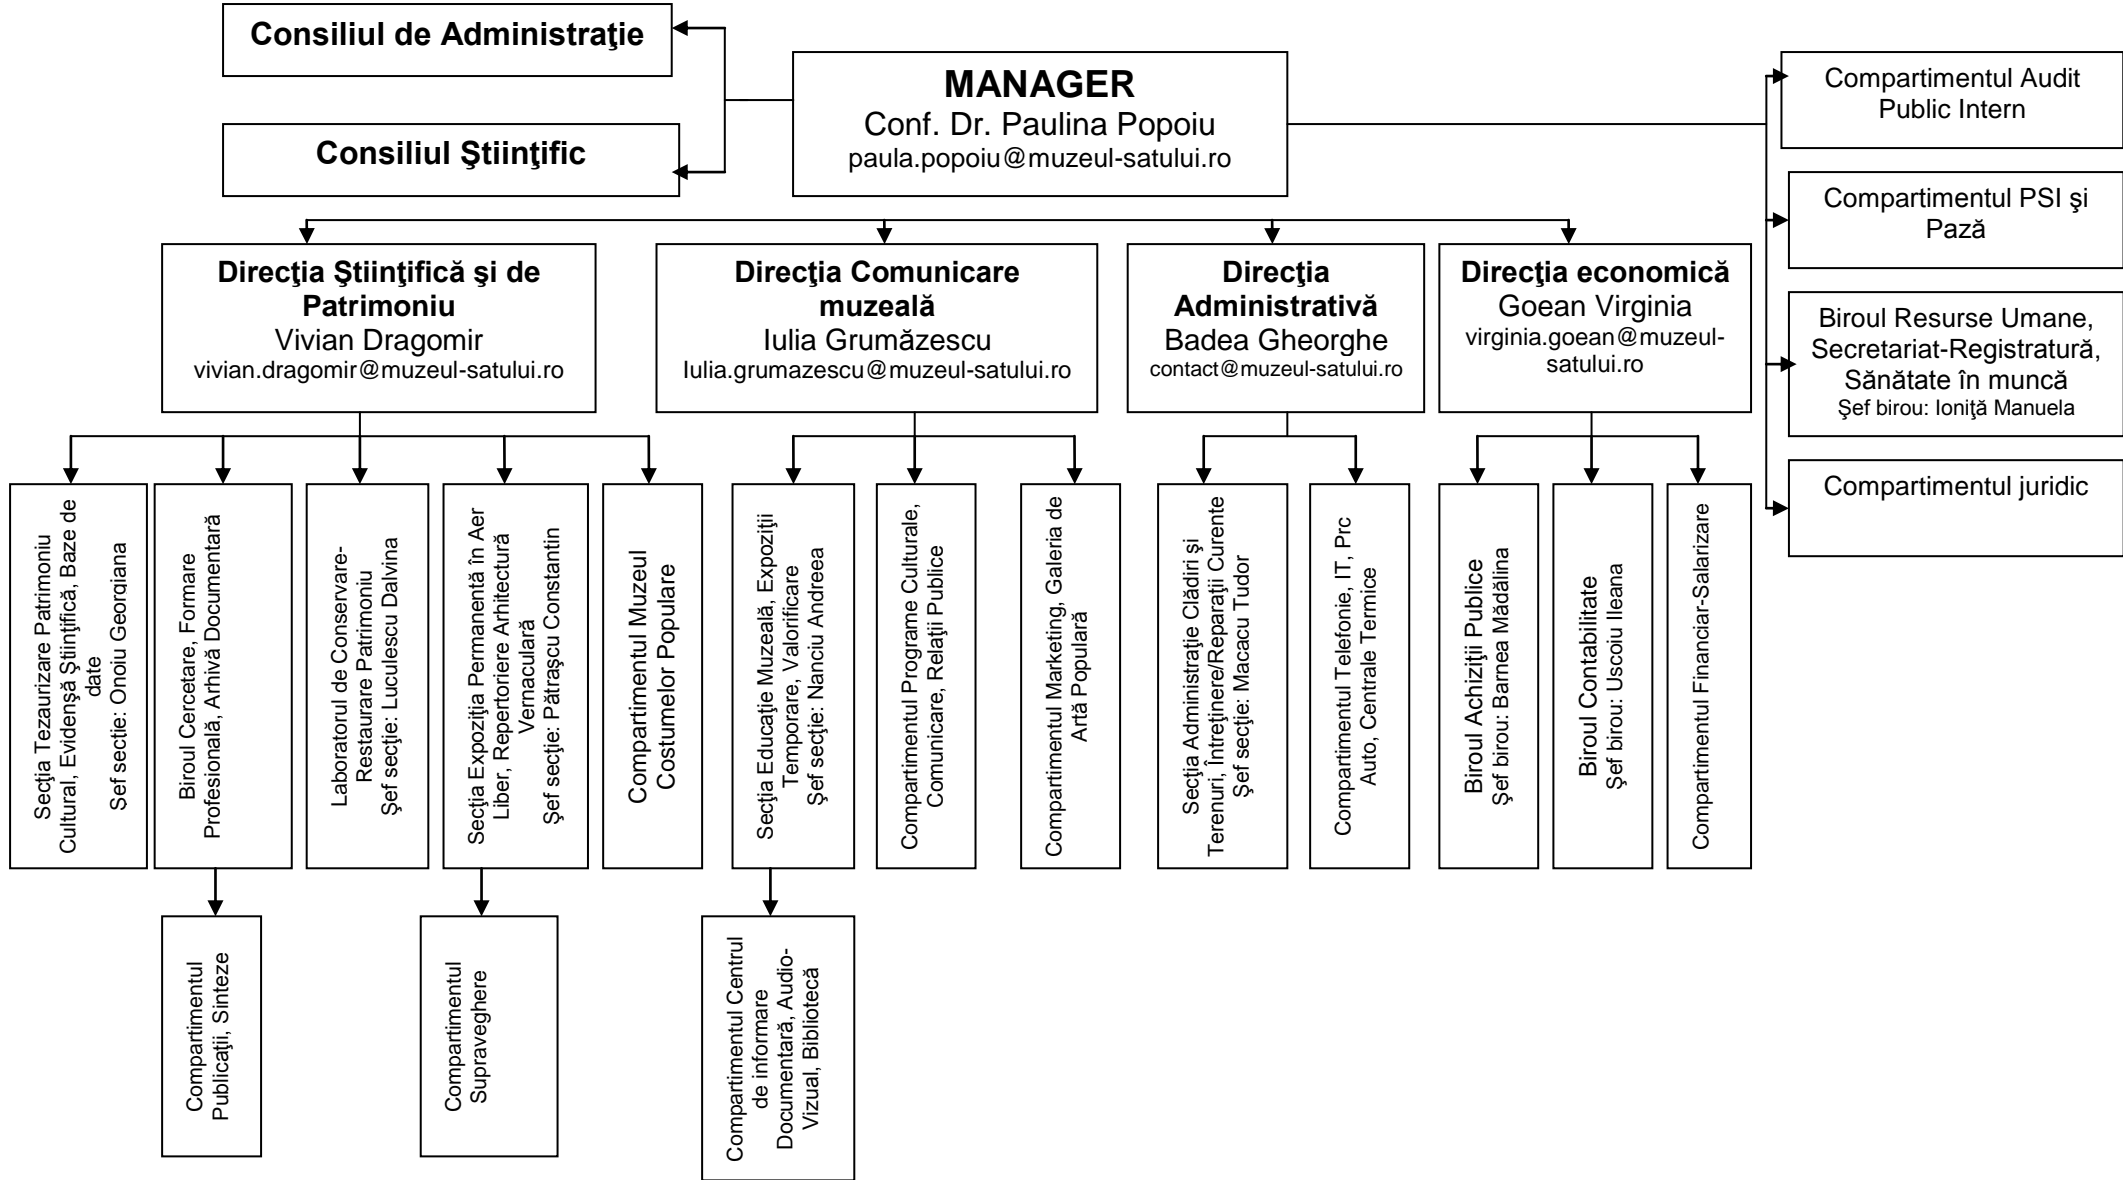 Consiliul de Administraţie
MANAGER
Conf. Dr. Paulina Popoiu
paula.popoiu@muzeul-satului.ro
Consiliul Ştiinţific
Compartimentul Audit
Public Intern
Compartimentul PSI şi
Pază
Biroul Resurse Umane,
Secretariat-Registratură,
Sănătate în muncă
Şef birou: Ioniţă Manuela
Compartimentul juridic
Direcţia Ştiinţifică şi de
Patrimoniu
Vivian Dragomir
vivian.dragomir@muzeul-satului.ro
Direcţia Comunicare
muzeală
Iulia Grumăzescu
Iulia.grumazescu@muzeul-satului.ro
Direcţia
Administrativă
Badea Gheorghe
contact@muzeul-satului.ro
Direcţia economică
Goean Virginia
virginia.goean@muzeul-
satului.ro
Secţia Tezaurizare Patrimoniu
Cultural, Evidenşă Ştiinţifică, Baze de
date
Şef secţie: Onoiu Georgiana
Biroul Cercetare, Formare
Profesională, Arhivă Documentară
Laboratorul de Conservare-
Restaurare Patrimoniu
Şef secţie: Luculescu Dalvina
Secţia Expoziţia Permanentă în Aer
Liber, Repertoriere Arhitectură
Vernaculară
Şef secţie: Pătraşcu Constantin
Compartimentul Muzeul
Costumelor Populare
Secţia Educaţie Muzeală, Expoziţii
Temporare, Valorificare
Şef secţie: Nanciu Andreea
Compartimentul Programe Culturale,
Comunicare, Relaţii Publice
Compartimentul Marketing, Galeria de
Artă Populară
Secţia Administraţie Clădiri şi
Terenuri, Întreţinere/Reparaţii Curente
Şef secţie: Macacu Tudor
Compartimentul Telefonie, IT, Prc
Auto, Centrale Termice
Biroul Achiziţii Publice
Şef birou: Barnea Mădălina
Biroul Contabilitate
Şef birou: Uscoiu Ileana
Compartimentul Financiar-Salarizare
Compartimentul
Publicaţii, Sinteze
Compartimentul
Supraveghere
Compartimentul Centrul
de informare
Documentară, Audio-
Vizual, Bibliotecă